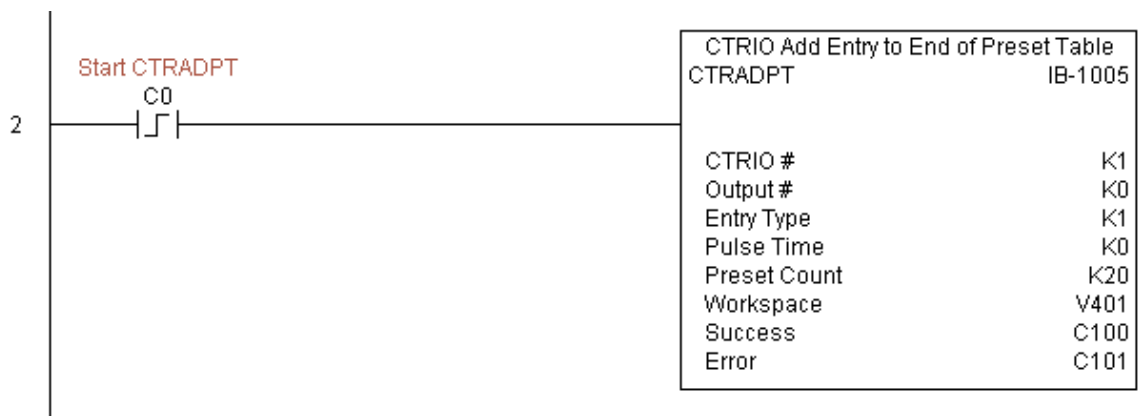 Start CTRADPT
C0
2
CTRIO Add Entry to End of Preset Table
CTRADPT IB-1005
CTRIO # K1
Output # K0
Entry Type K1
Pulse Time K0
Preset Count K20
Workspace V401
Success C100
Error C101